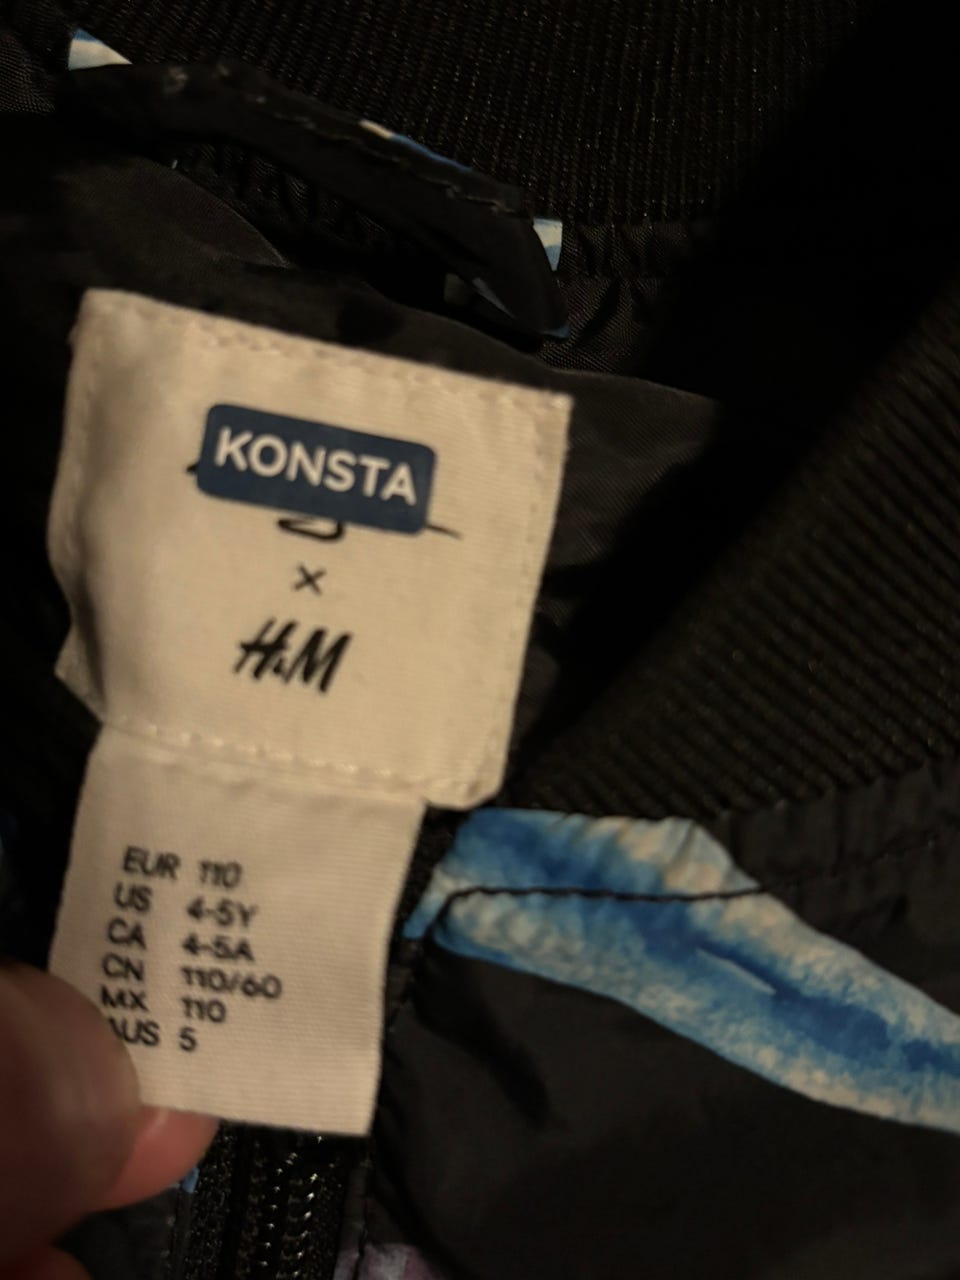 KONSTA
×
H&M
EUR 110
US 4-5Y
CA 4-5A
CN 110/60
MX 110
AUS 5